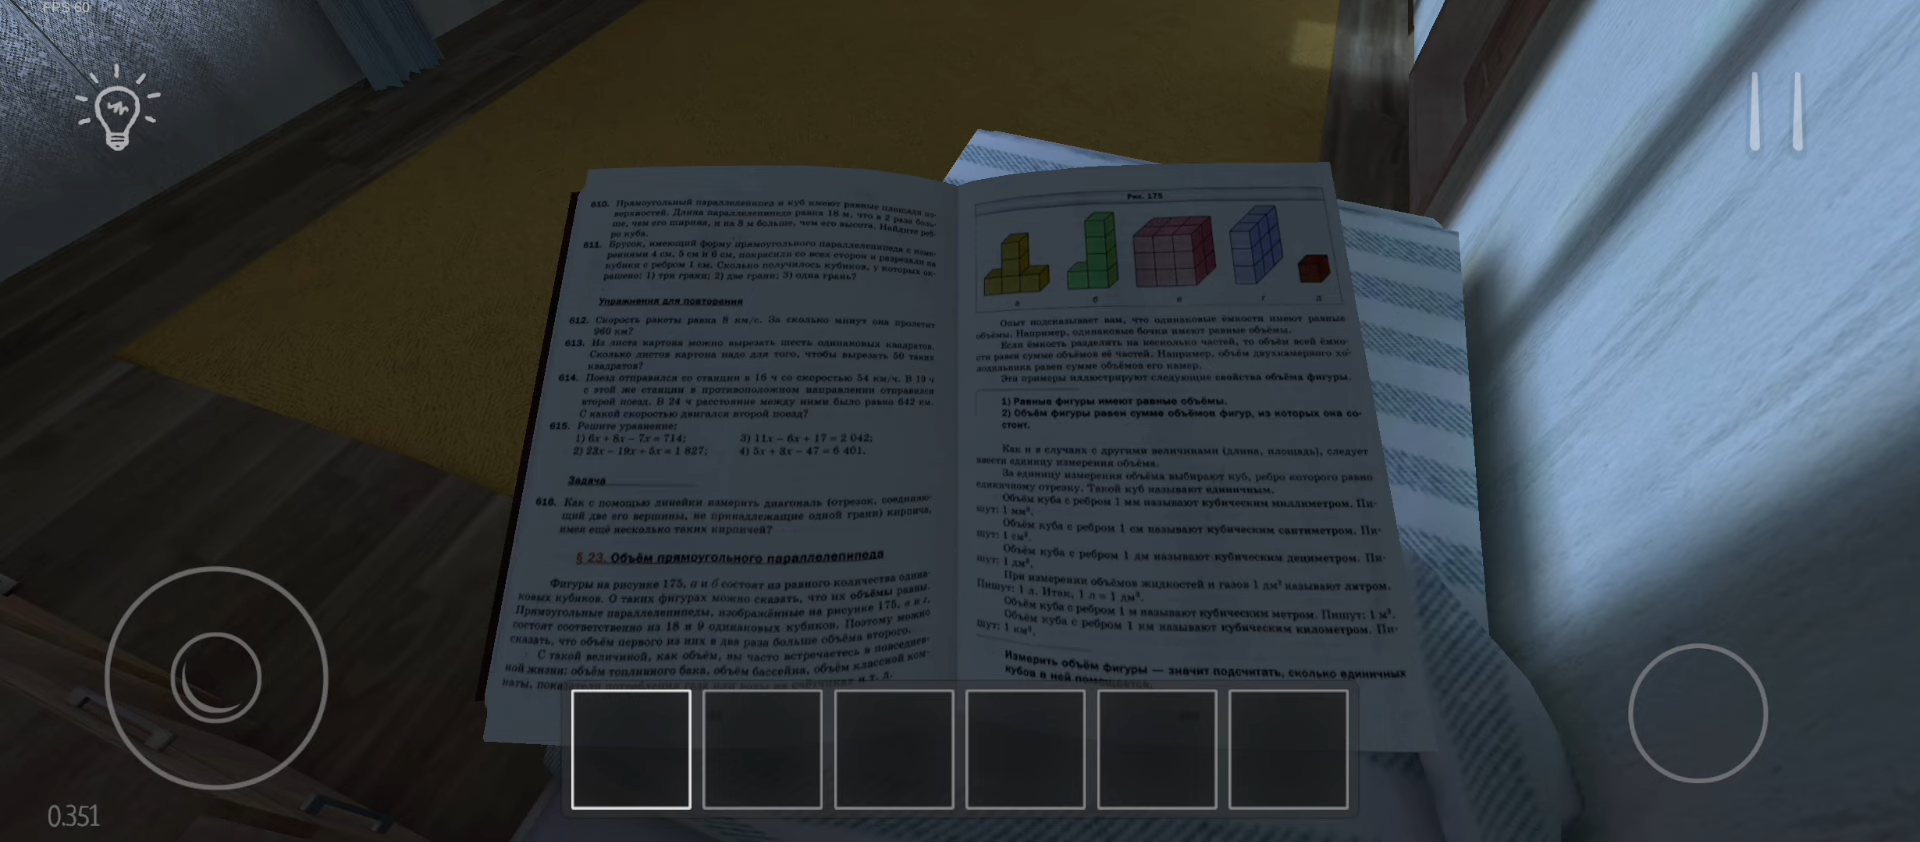 FPS 60
610. Прямоугольный параллелепипед и куб имеют равные площади по-
верхностей. Длина параллелепипеда равна 18 м, что в 2 раза боль-
ше, чем его ширина, и на 8 м больше, чем его высота. Найдите реб-
ро куба.
611. Брусок, имеющий форму прямоугольного параллелепипеда с изме-
рениями 4 см, 5 см и 6 см, покрасили со всех сторон и разрезали на
кубики с ребром 1 см. Сколько получилось кубиков, у которых ок-
рашено: 1) три грани; 2) две грани; 3) одна грань?
Упражнения для повторения
612. Скорость ракеты равна 8 км/с. За сколько минут она пролетит
960 км?
613. Из листа картона можно вырезать шесть одинаковых квадратов.
Сколько листов картона надо для того, чтобы вырезать 50 таких
квадратов?
614. Поезд отправился со станции в 16 ч со скоростью 54 км/ч. В 19 ч
с этой же станции в противоположном направлении отправился
второй поезд. В 24 ч расстояние между ними было равно 642 км.
С какой скоростью двигался второй поезд?
615. Решите уравнение:
1) 6x + 8x − 7x = 714; 3) 11x − 6x + 17 = 2 042;
2) 23x − 19x + 5x = 1 827; 4) 5x + 3x − 47 = 6 401.
Задача
616. Как с помощью линейки измерить диагональ (отрезок, соединяю-
щий две его вершины, не принадлежащие одной грани) кирпича,
имея ещё несколько таких кирпичей?
§ 23. Объём прямоугольного параллелепипеда
Фигуры на рисунке 175, а и б состоят из равного количества один-
ковых кубиков. О таких фигурах можно сказать, что их объёмы равны.
Прямоугольные параллелепипеды, изображённые на рисунке 175, в и г,
состоят соответственно из 18 и 9 одинаковых кубиков. Поэтому можно
сказать, что объём первого из них в два раза больше объёма второго.
С такой величиной, как объём, вы часто встречаетесь в повседнев-
ной жизни: объём топливного бака, объём бассейна, объём классной ком-
наты, показатели потребления газа или воды на счётчиках и т. д.
Рис. 175
а б в г д
Опыт подсказывает вам, что одинаковые ёмкости имеют равные
объёмы. Например, одинаковые бочки имеют равные объёмы.
Если ёмкость разделить на несколько частей, то объём всей ёмко-
сти равен сумме объёмов её частей. Например, объём двухкамерного хо-
лодильника равен сумме объёмов его камер.
Эти примеры иллюстрируют следующие свойства объёма фигуры.
1) Равные фигуры имеют равные объёмы.
2) Объём фигуры равен сумме объёмов фигур, из которых она со-
стоит.
Как и в случаях с другими величинами (длина, площадь), следует
ввести единицу измерения объёма.
За единицу измерения объёма выбирают куб, ребро которого равно
единичному отрезку. Такой куб называют единичным.
Объём куба с ребром 1 мм называют кубическим миллиметром. Пи-
шут: 1 мм³.
Объём куба с ребром 1 см называют кубическим сантиметром. Пи-
шут: 1 см³.
Объём куба с ребром 1 дм называют кубическим дециметром. Пи-
шут: 1 дм³.
При измерении объёмов жидкостей и газов 1 дм³ называют литром.
Пишут: 1 л. Итак, 1 л = 1 дм³.
Объём куба с ребром 1 м называют кубическим метром. Пишут: 1 м³.
Объём куба с ребром 1 км называют кубическим километром. Пи-
шут: 1 км³.
Измерить объём фигуры — значит подсчитать, сколько единичных
кубов в ней помещается.
0.351